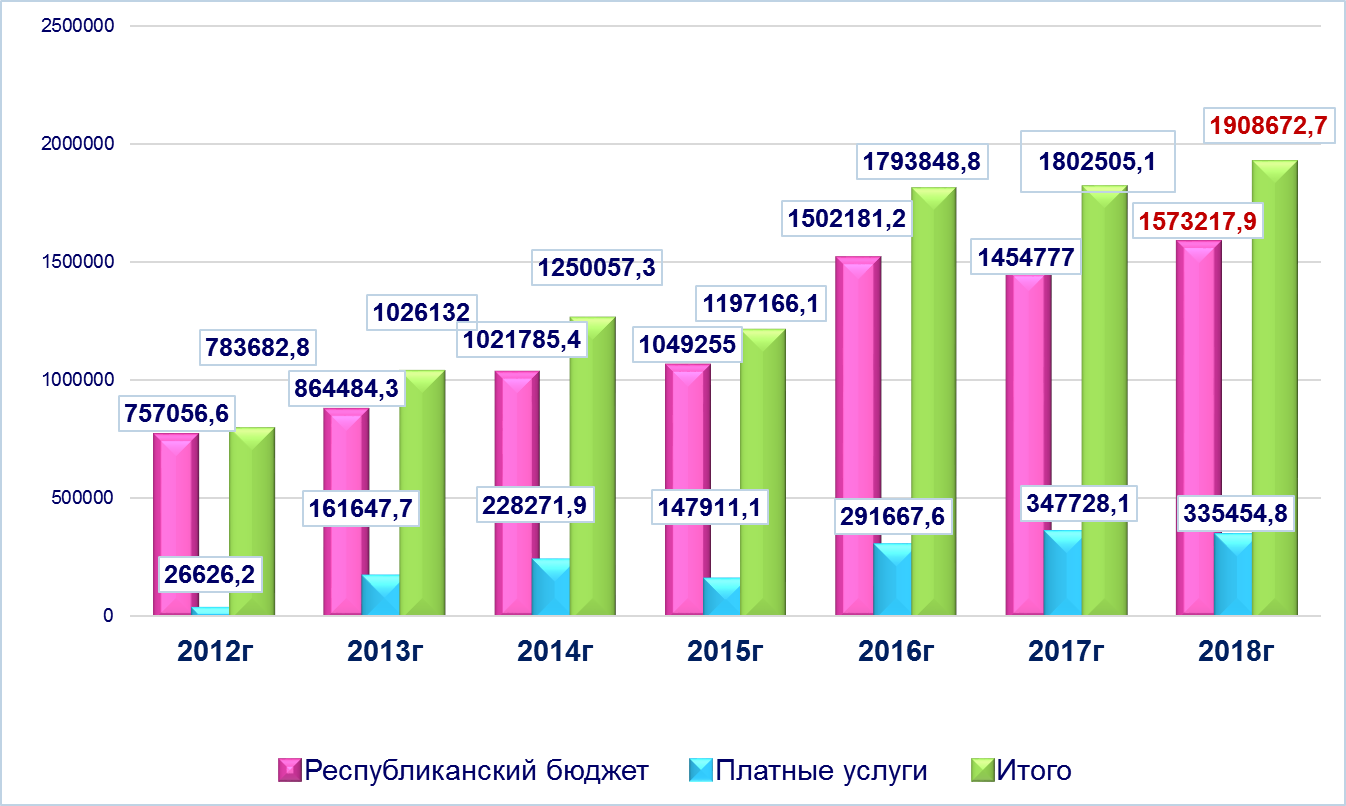 2500000
2000000
1500000
1000000
500000
0
757056,6
26626,2
783682,8
864484,3
161647,7
1026132
1021785,4
228271,9
1250057,3
1049255
147911,1
1197166,1
1502181,2
291667,6
1793848,8
1454777
347728,1
1802505,1
1573217,9
335454,8
1908672,7
2012г
2013г
2014г
2015г
2016г
2017г
2018г
Республиканский бюджет
Платные услуги
Итого